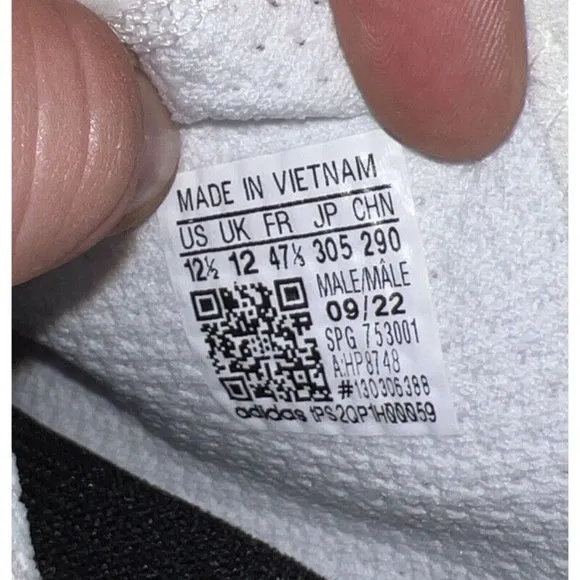 MADE IN VIETNAM
US UK FR JP CHN
12½ 12 47⅓ 305 290
MALE/MÂLE
09/22
SPG 753001
A:HP8748
#130306388
adidas tPS2QP1H00059